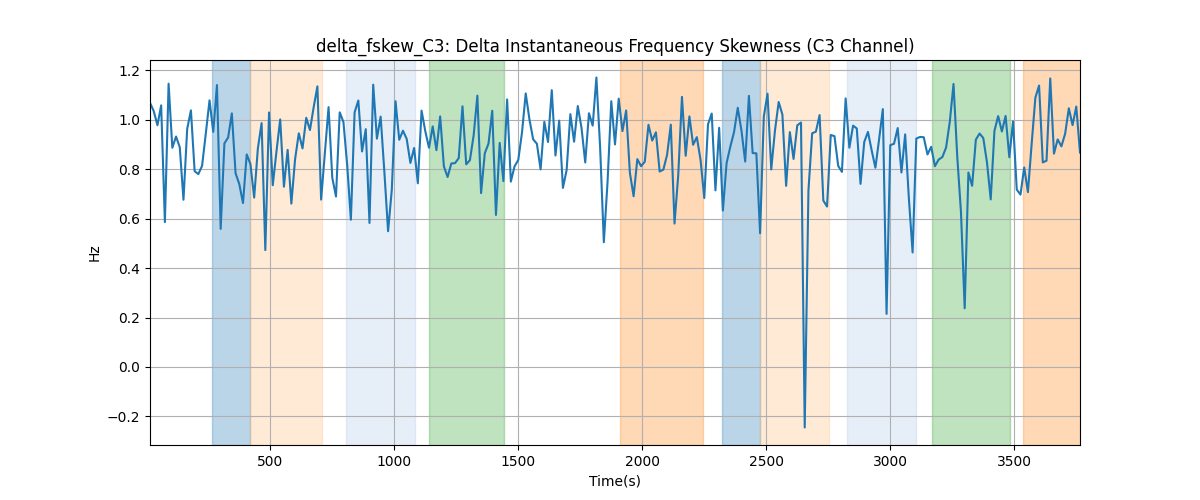 delta_fskew_C3: Delta Instantaneous Frequency Skewness (C3 Channel)
1.2
1.0
0.8
0.6
0.4
0.2
0.0
−0.2
Hz
500 1000 1500 2000 2500 3000 3500
Time(s)